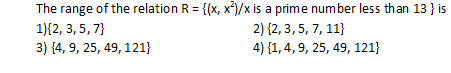 The range of the relation R = {(x, x²)/x is a prime number less than 13 } is
1){2, 3, 5, 7} 2) {2, 3, 5, 7, 11}
3) {4, 9, 25, 49, 121} 4) {1, 4, 9, 25, 49, 121}